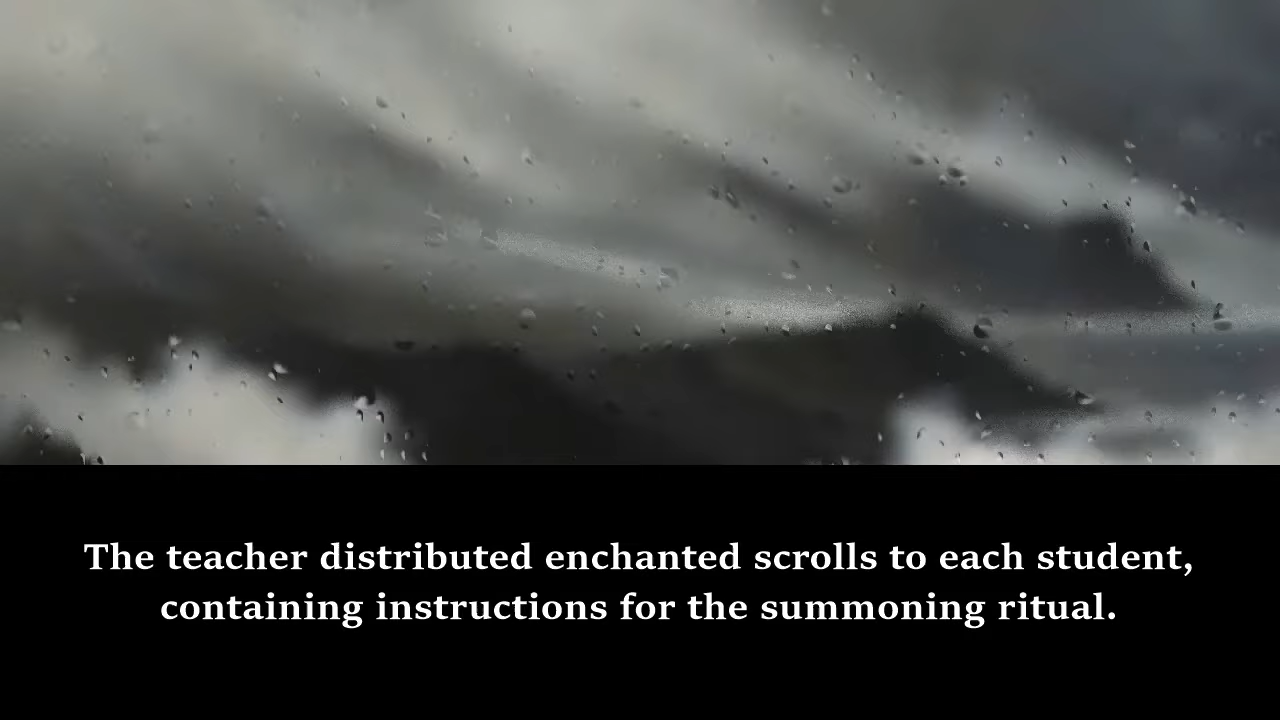 The teacher distributed enchanted scrolls to each student,
containing instructions for the summoning ritual.